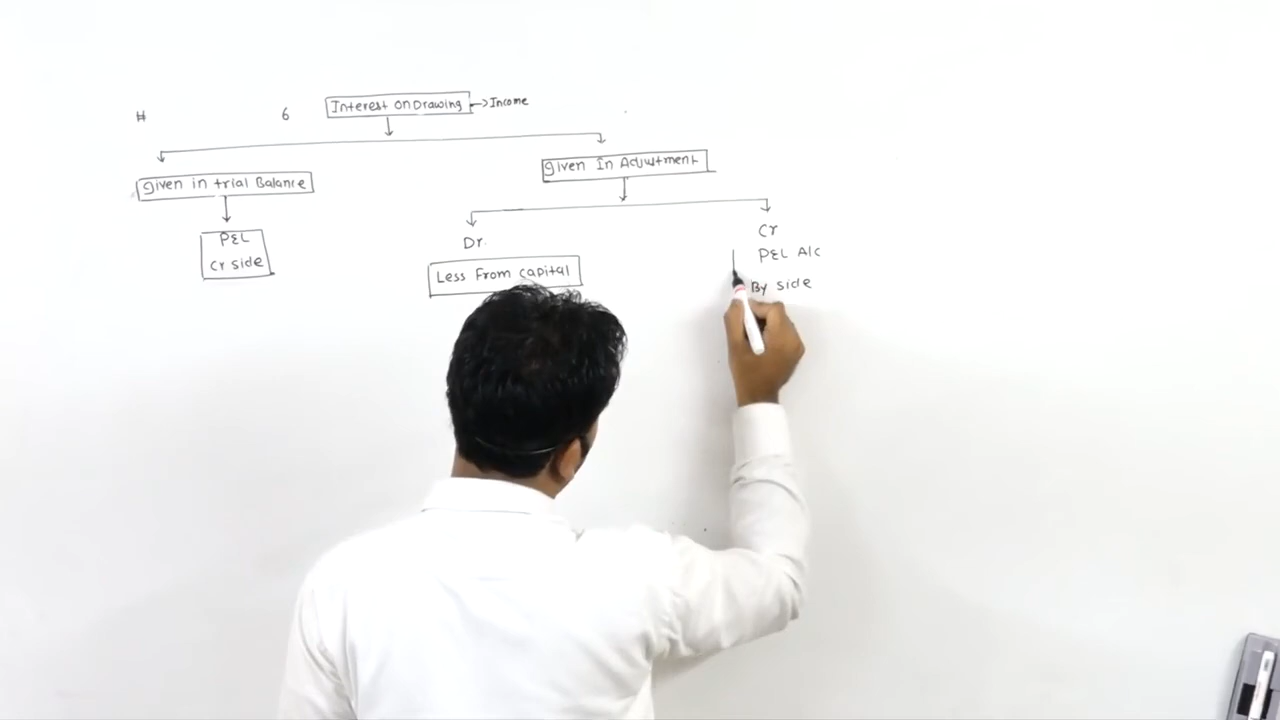 # 6 Interest on Drawing → Income
given In Adjustment
given in trial Balance
Dr.
Cr
P&L
Cr side
Less From capital
P&L A/c
By side